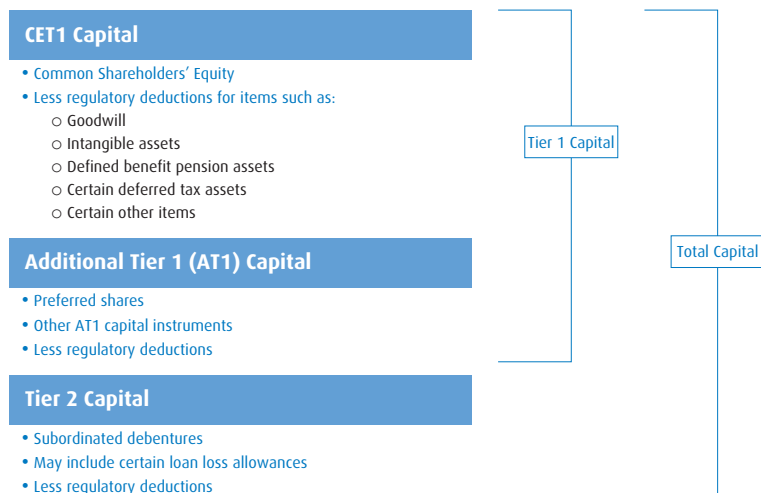 CET1 Capital
• Common Shareholders’ Equity
• Less regulatory deductions for items such as:
○ Goodwill
○ Intangible assets
○ Defined benefit pension assets
○ Certain deferred tax assets
○ Certain other items
Tier 1 Capital
Additional Tier 1 (AT1) Capital
• Preferred shares
• Other AT1 capital instruments
• Less regulatory deductions
Total Capital
Tier 2 Capital
• Subordinated debentures
• May include certain loan loss allowances
• Less regulatory deductions